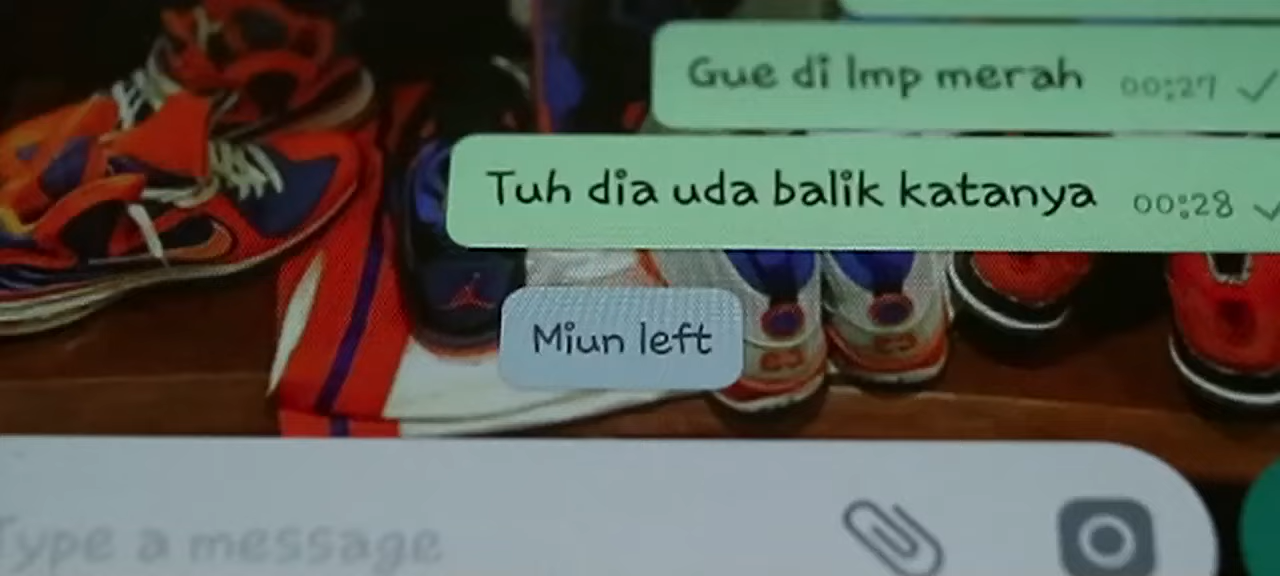 Gue di lmp merah 00:27
Tuh dia uda balik katanya 00:28
Miun left
Type a message